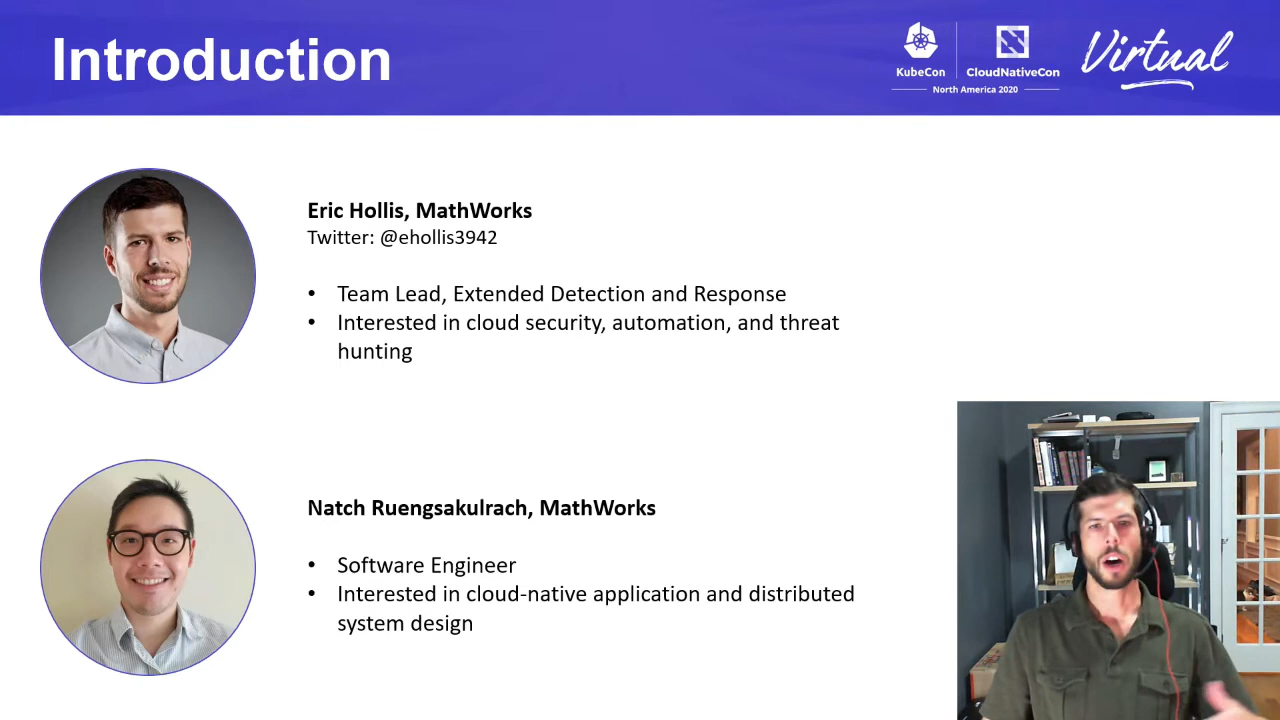 Introduction
KubeCon
CloudNativeCon
North America 2020
Virtual
Eric Hollis, MathWorks
Twitter: @ehollis3942
• Team Lead, Extended Detection and Response
• Interested in cloud security, automation, and threat
hunting
Natch Ruengsakulrach, MathWorks
• Software Engineer
• Interested in cloud-native application and distributed
system design